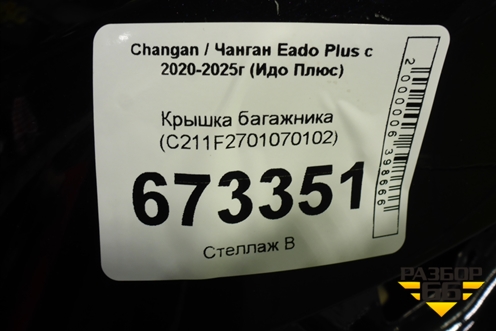 Changan / Чанган Eado Plus с
2020-2025г (Идо Плюс)
Крышка багажника
(C211F2701070102)
673351
Стеллаж В
2000006398666
РАЗБОР
66